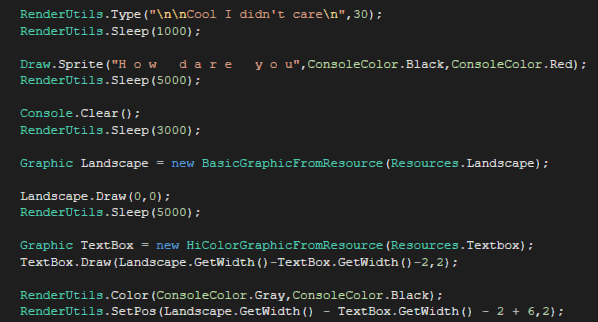 RenderUtils.Type("\n\nCool I didn't care\n",30);
RenderUtils.Sleep(1000);
Draw.Sprite("H o w   d a r e   y o u",ConsoleColor.Black,ConsoleColor.Red);
RenderUtils.Sleep(5000);
Console.Clear();
RenderUtils.Sleep(3000);
Graphic Landscape = new BasicGraphicFromResource(Resources.Landscape);
Landscape.Draw(0,0);
RenderUtils.Sleep(5000);
Graphic TextBox = new HiColorGraphicFromResource(Resources.Textbox);
TextBox.Draw(Landscape.GetWidth()-TextBox.GetWidth()-2,2);
RenderUtils.Color(ConsoleColor.Gray,ConsoleColor.Black);
RenderUtils.SetPos(Landscape.GetWidth() - TextBox.GetWidth() - 2 + 6,2);